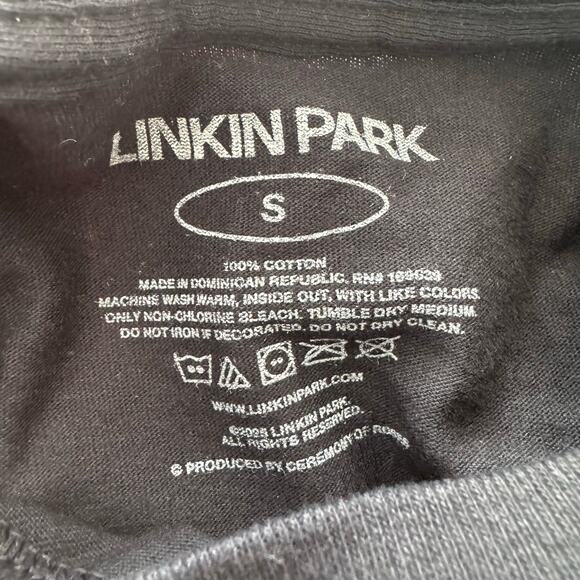 LINKIN PARK
S
100% COTTON
MADE IN DOMINICAN REPUBLIC. RN#
MACHINE WASH WARM, INSIDE OUT, WITH LIKE COLORS.
ONLY NON-CHLORINE BLEACH. TUMBLE DRY MEDIUM.
DO NOT IRON IF DECORATED. DO NOT DRY CLEAN.
WWW.LINKINPARK.COM
LINKIN PARK.
ALL RIGHTS RESERVED.
PRODUCED BY CEREMONY OF ROSES